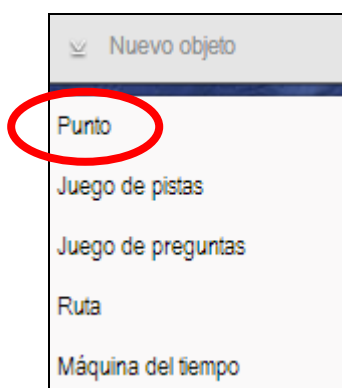 Nuevo objeto
Punto
Juego de pistas
Juego de preguntas
Ruta
Máquina del tiempo